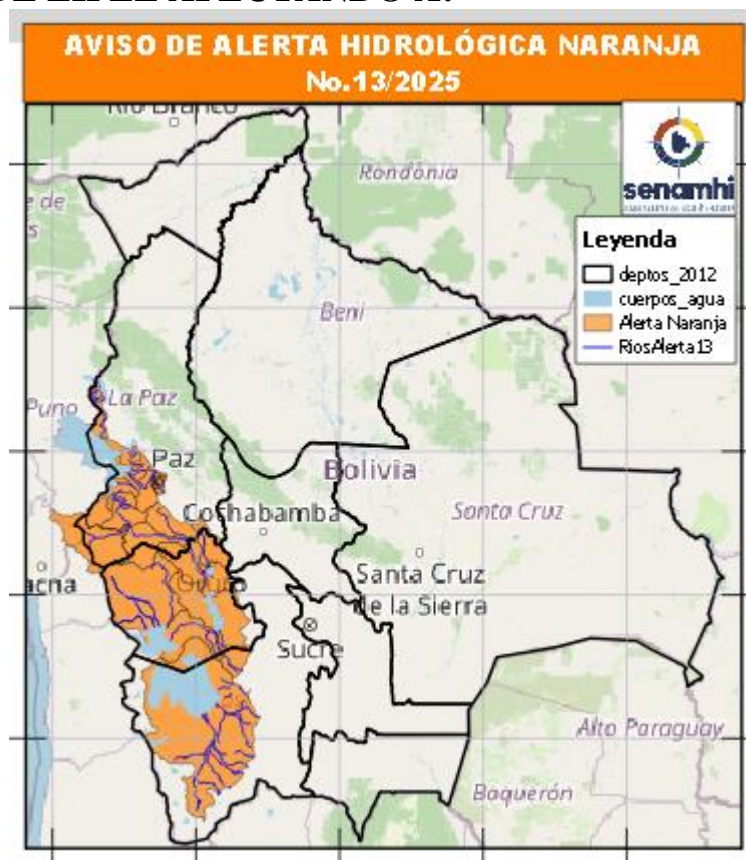 AVISO DE ALERTA HIDROLÓGICA NARANJA
No.13/2025
Rondônia
senamhi
Leyenda
deptos_2012
cuerpos_agua
Alerta Naranja
RiosAlerta13
Beni
Puno
La Paz
Paz
Bolivia
Cochabamba
Santa Cruz
Oruro
Santa Cruz
de la Sierra
acna
Sucre
Alto Paraguay
Boquerón